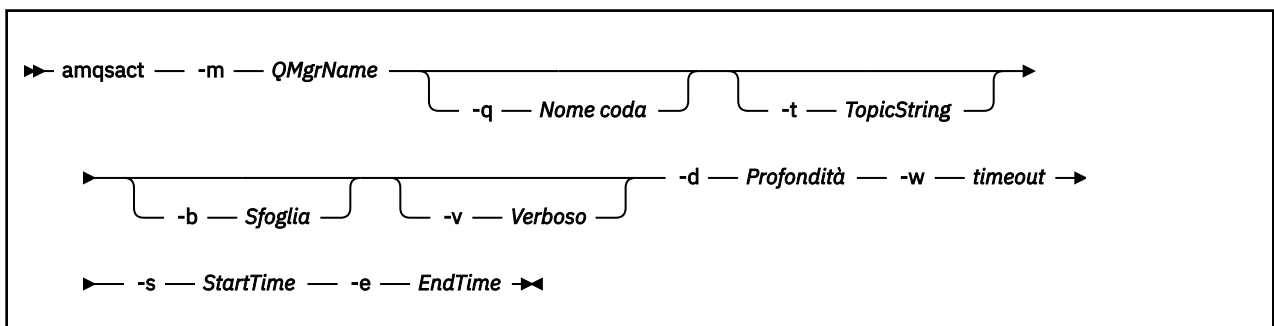 amqsact -m QMgrName
-q Nome coda -t TopicString
-d Profondità -w timeout
-b Sfoglia -v Verboso
-s StartTime -e EndTime